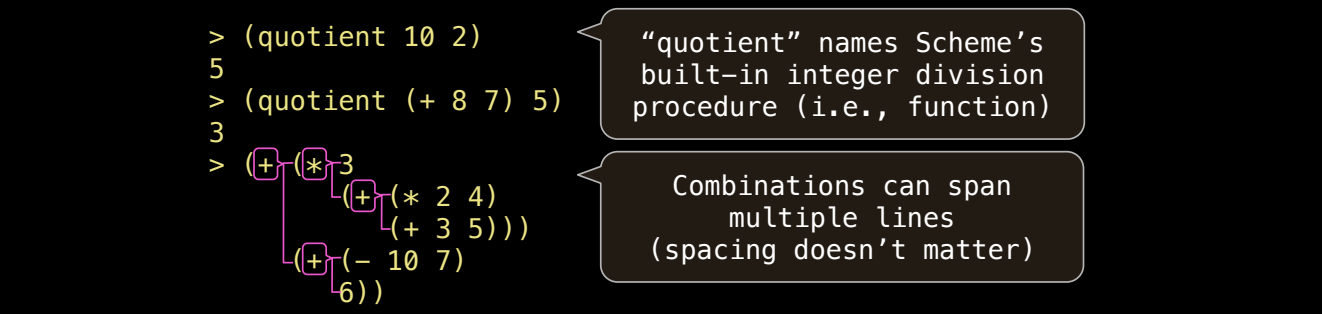 > (quotient 10 2)
5
> (quotient (+ 8 7) 5)
3
> (+ (* 3
(+ (* 2 4)
(+ 3 5)))
(+ (− 10 7)
6))
“quotient” names Scheme’s
built−in integer division
procedure (i.e., function)
Combinations can span
multiple lines
(spacing doesn’t matter)